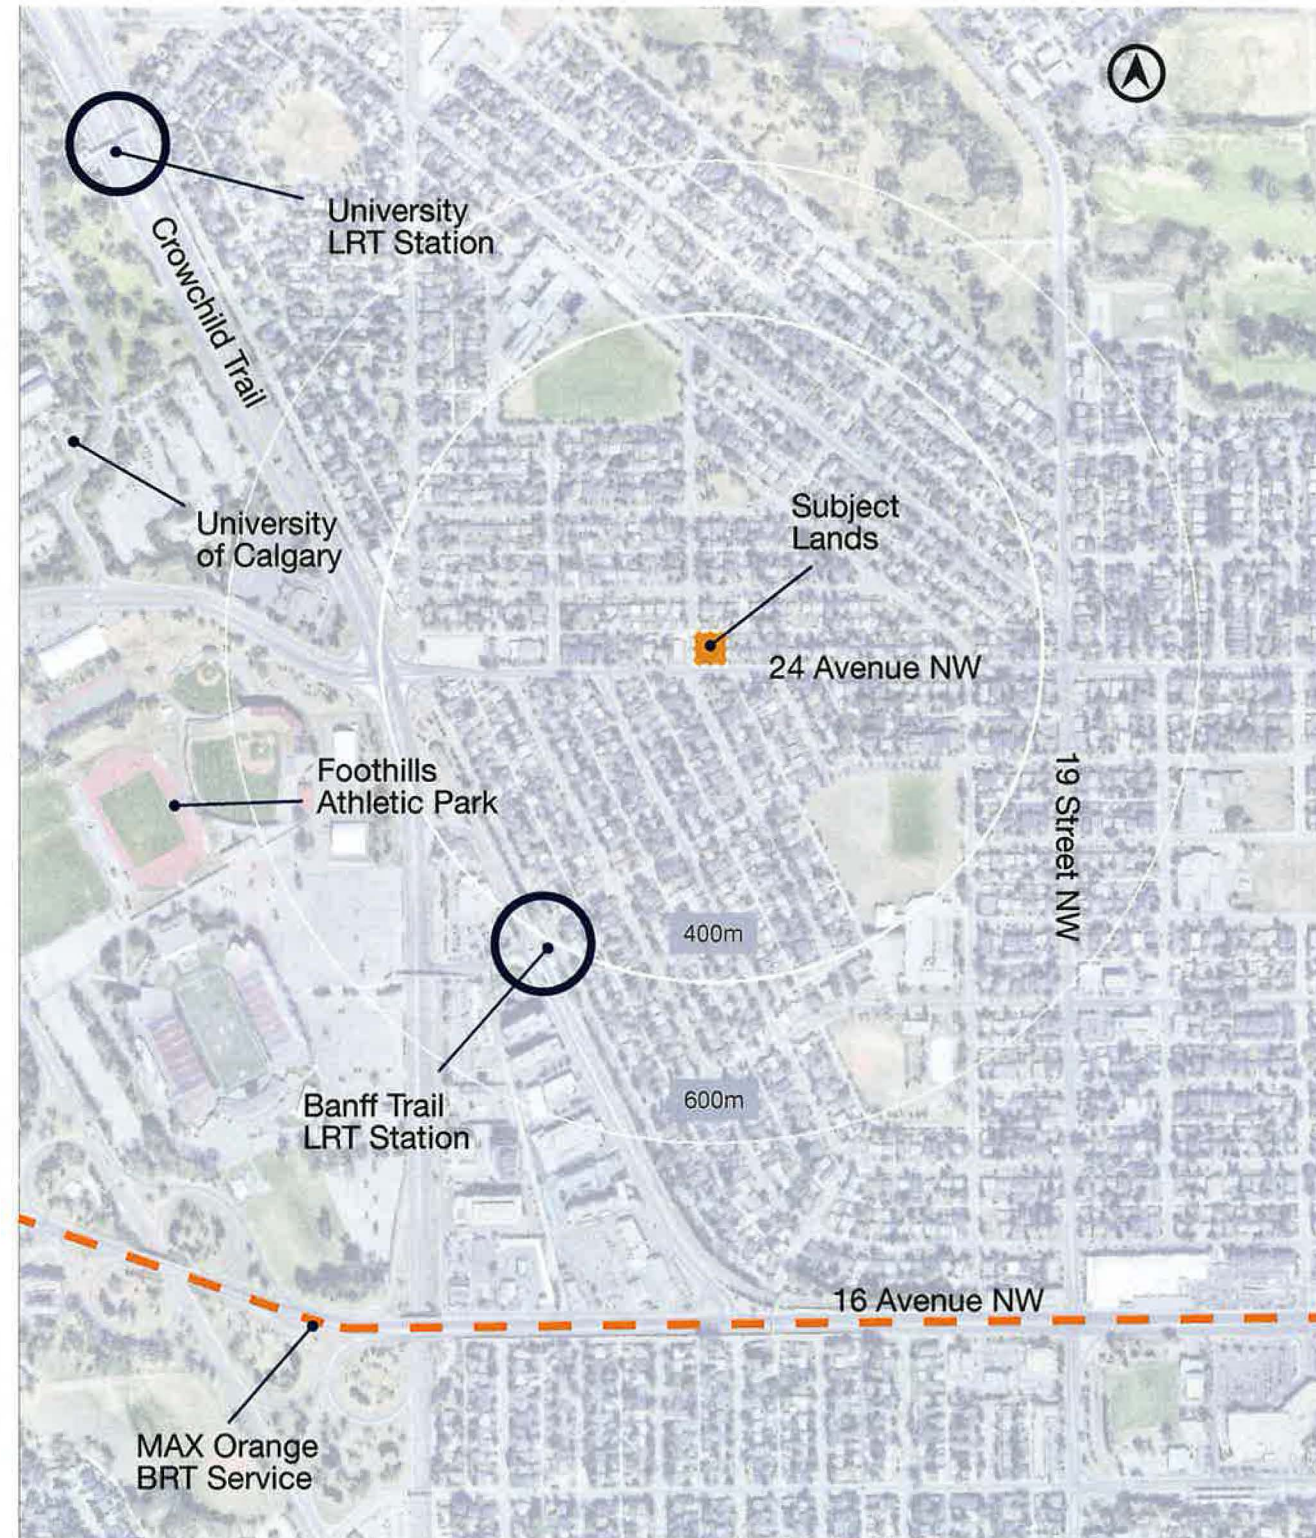 University
LRT Station
Crowchild Trail
University
of Calgary
Subject
Lands
24 Avenue NW
Foothills
Athletic Park
19 Street NW
400m
Banff Trail
LRT Station
600m
16 Avenue NW
MAX Orange
BRT Service